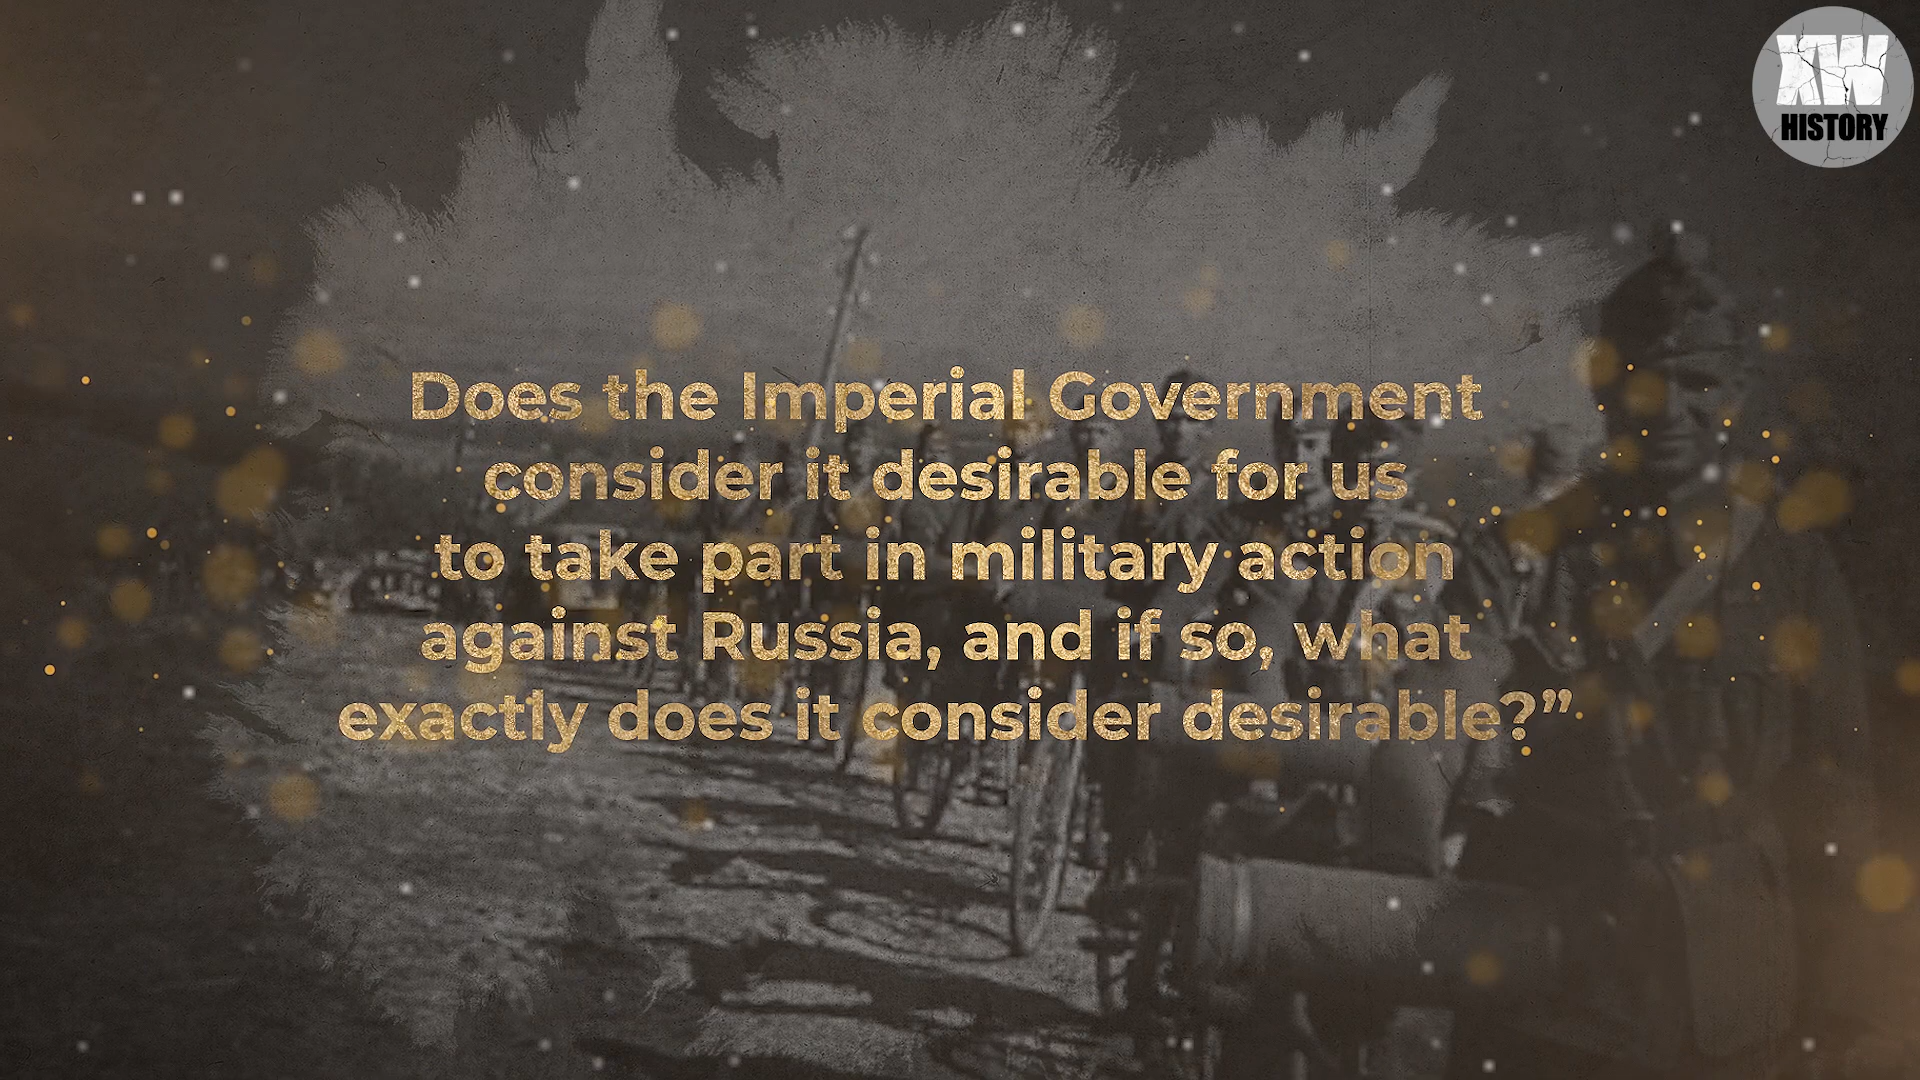 XW
HISTORY
Does the Imperial Government
consider it desirable for us
to take part in military action
against Russia, and if so, what
exactly does it consider desirable?”